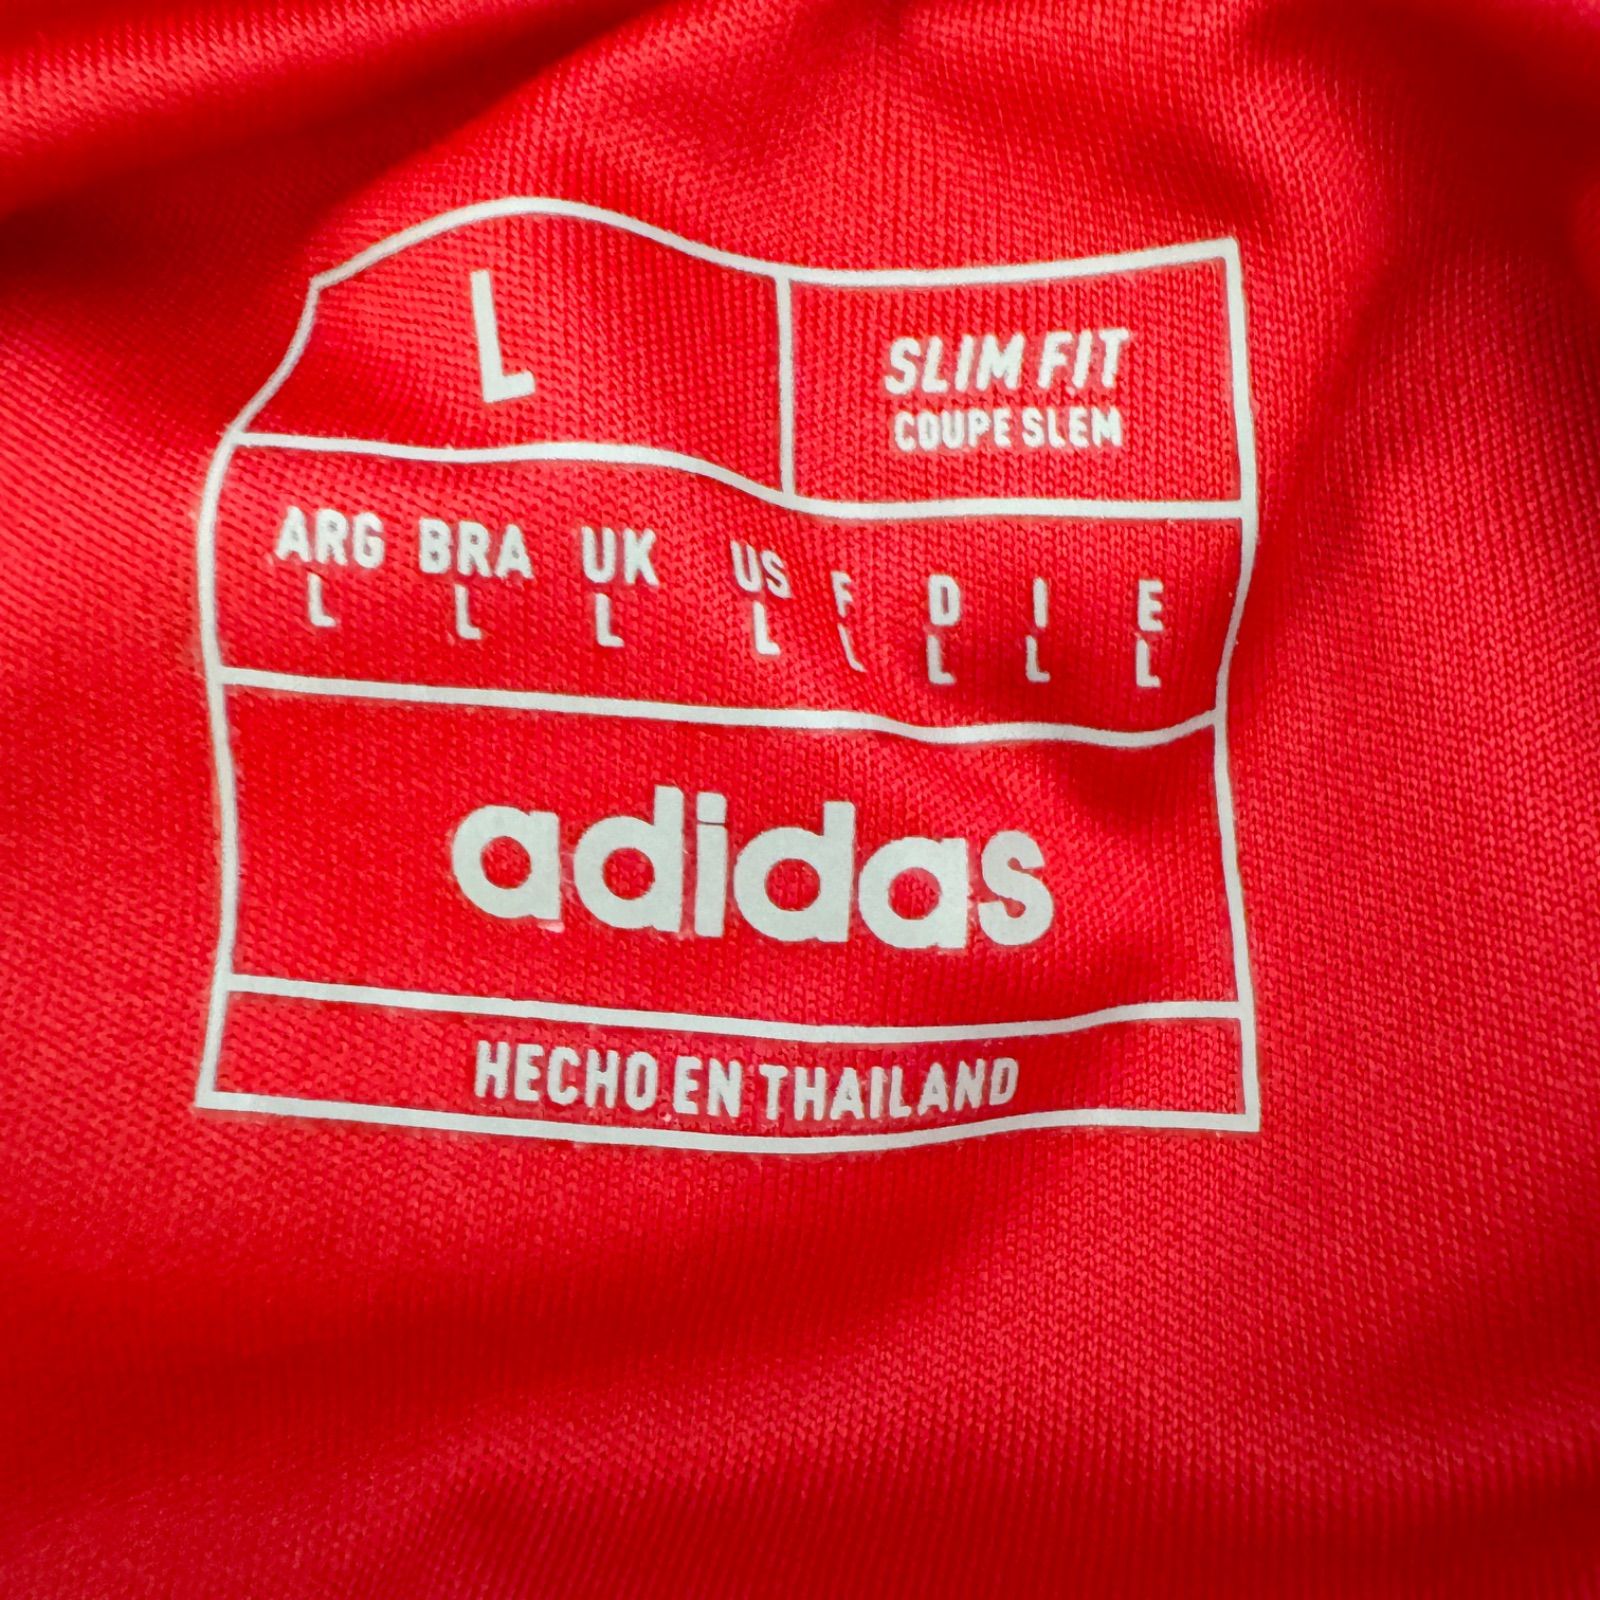 L
SLIM FIT
COUPE SLEM
ARG BRA UK US F D I E
L L L L L L L L
adidas
HECHO EN THAILAND